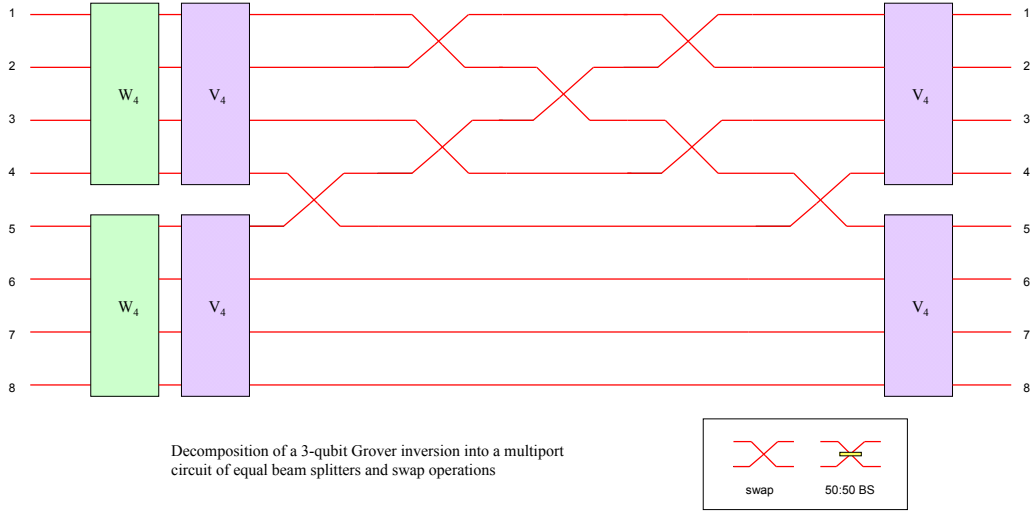 1 1
2 2
W4 V4 V4
3 3
4 4
5 5
6 6
W4 V4 V4
7 7
8 8
Decomposition of a 3-qubit Grover inversion into a multiport
circuit of equal beam splitters and swap operations
swap 50:50 BS